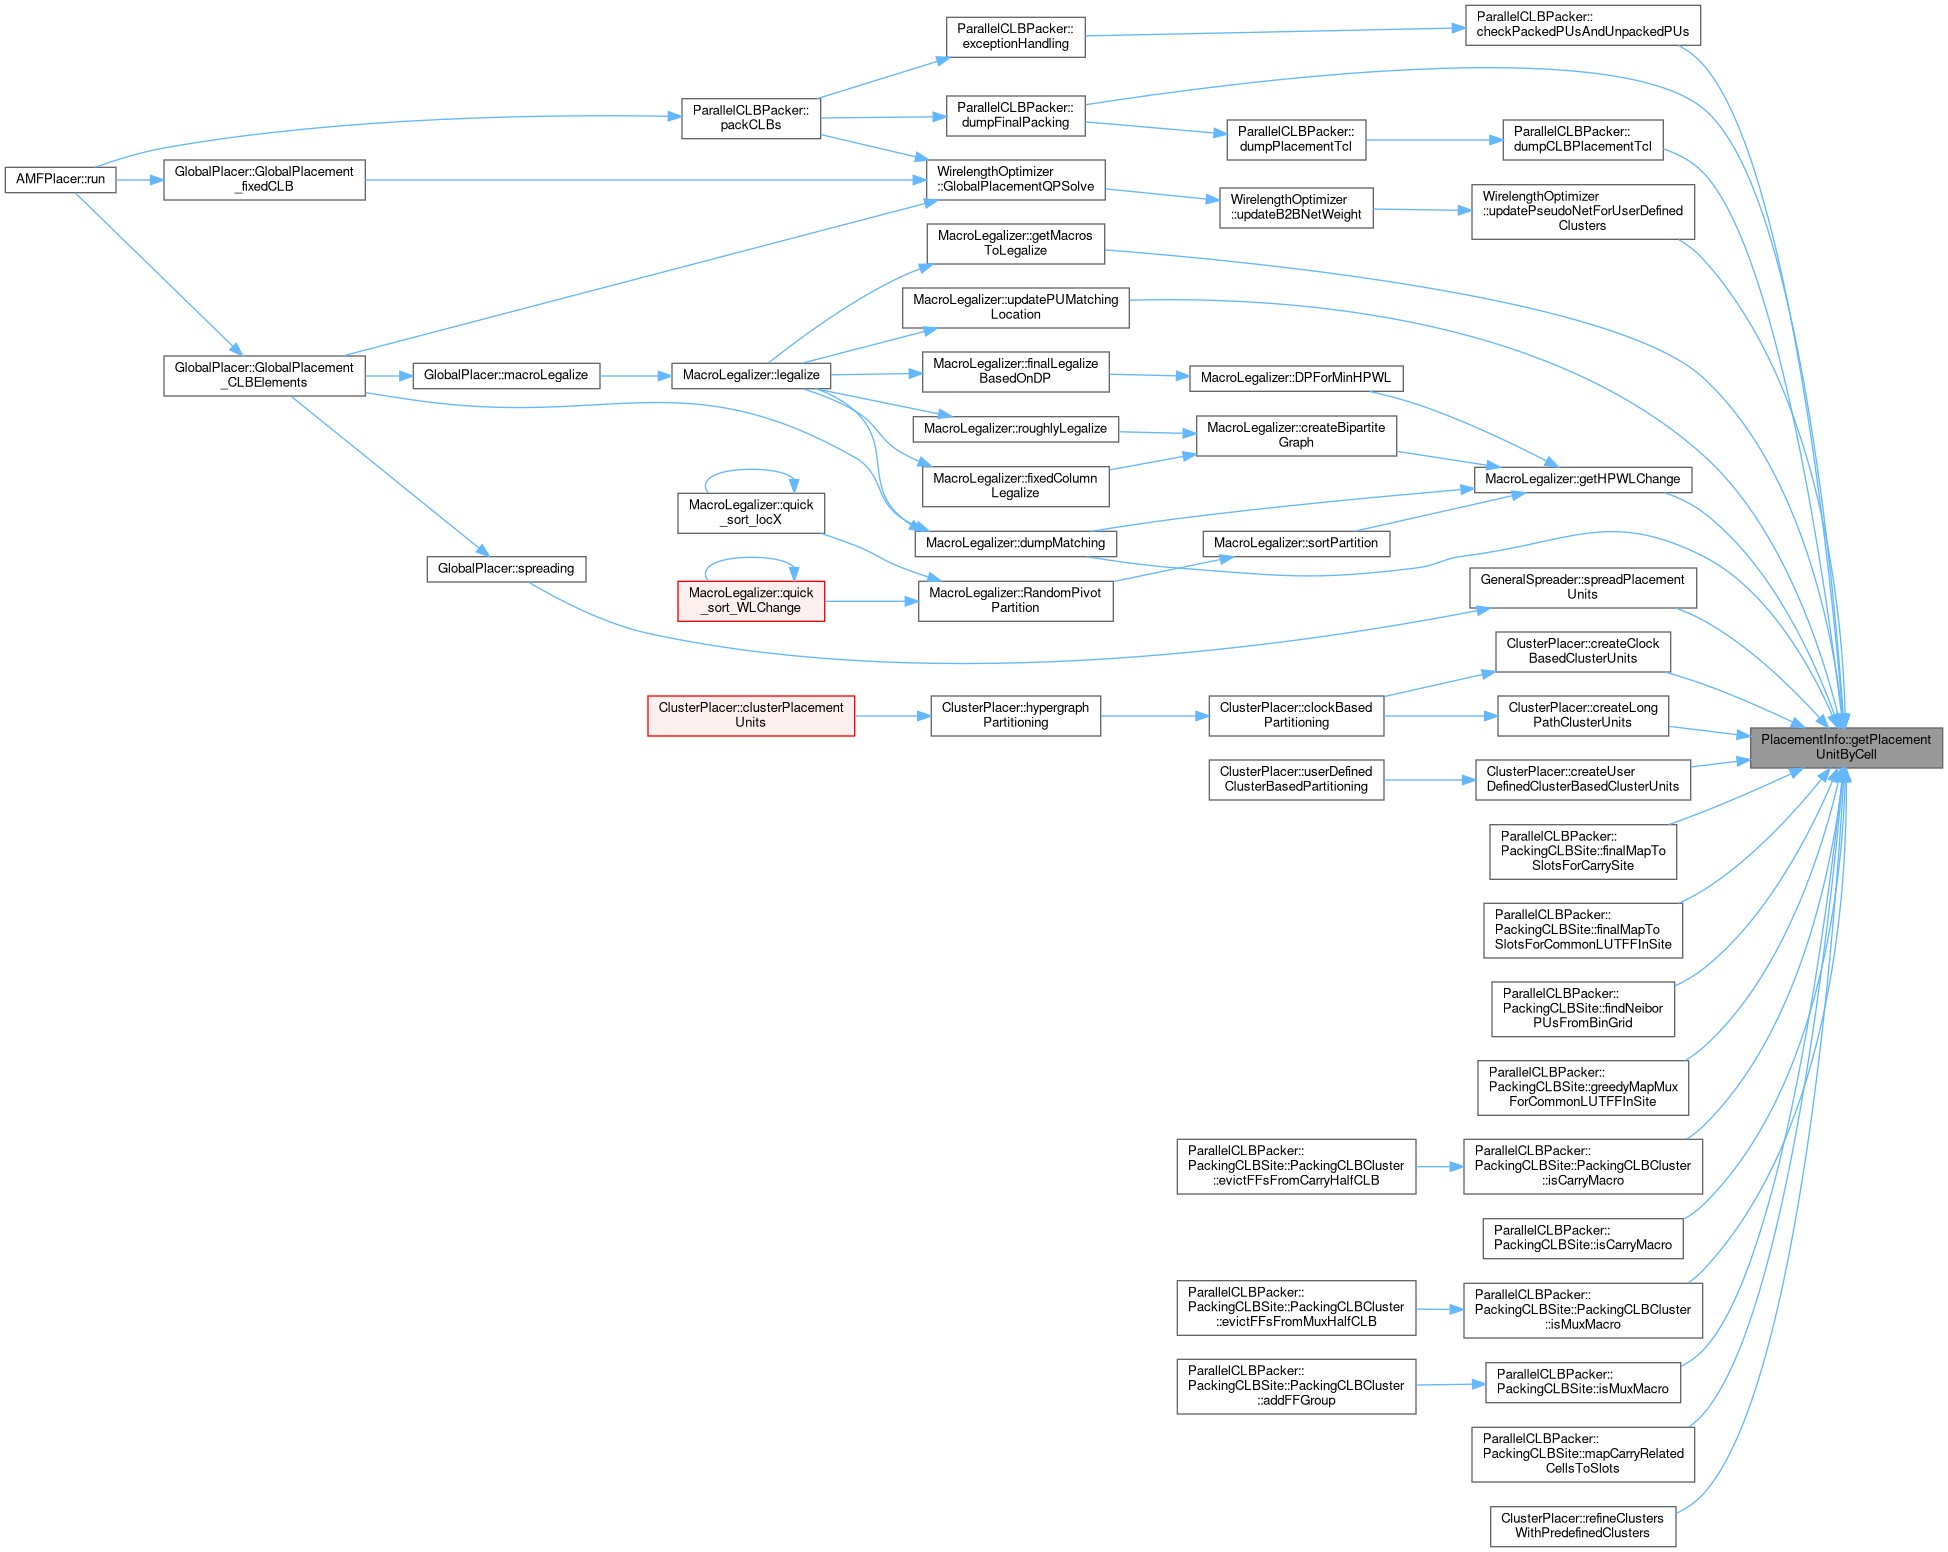 ParallelCLBPacker::
checkPackedPUsAndUnpackedPUs
ParallelCLBPacker::
exceptionHandling
ParallelCLBPacker::
packCLBs
ParallelCLBPacker::
dumpFinalPacking
ParallelCLBPacker::
dumpPlacementTcl
ParallelCLBPacker::
dumpCLBPlacementTcl
AMFPlacer::run
GlobalPlacer::GlobalPlacement
_fixedCLB
WirelengthOptimizer
::GlobalPlacementQPSolve
WirelengthOptimizer
::updateB2BNetWeight
WirelengthOptimizer
::updatePseudoNetForUserDefined
Clusters
MacroLegalizer::getMacros
ToLegalize
MacroLegalizer::updatePUMatching
Location
GlobalPlacer::GlobalPlacement
_CLBElements
GlobalPlacer::macroLegalize
MacroLegalizer::legalize
MacroLegalizer::finalLegalize
BasedOnDP
MacroLegalizer::DPForMinHPWL
MacroLegalizer::roughlyLegalize
MacroLegalizer::createBipartite
Graph
MacroLegalizer::fixedColumn
Legalize
MacroLegalizer::getHPWLChange
MacroLegalizer::quick
_sort_locX
MacroLegalizer::dumpMatching
MacroLegalizer::sortPartition
GlobalPlacer::spreading
MacroLegalizer::quick
_sort_WLChange
MacroLegalizer::RandomPivot
Partition
GeneralSpreader::spreadPlacement
Units
ClusterPlacer::createClock
BasedClusterUnits
ClusterPlacer::clusterPlacement
Units
ClusterPlacer::hypergraph
Partitioning
ClusterPlacer::clockBased
Partitioning
ClusterPlacer::createLong
PathClusterUnits
PlacementInfo::getPlacement
UnitByCell
ClusterPlacer::userDefined
ClusterBasedPartitioning
ClusterPlacer::createUser
DefinedClusterBasedClusterUnits
ParallelCLBPacker::
PackingCLBSite::finalMapTo
SlotsForCarrySite
ParallelCLBPacker::
PackingCLBSite::finalMapTo
SlotsForCommonLUTFFInSite
ParallelCLBPacker::
PackingCLBSite::findNeibor
PUsFromBinGrid
ParallelCLBPacker::
PackingCLBSite::greedyMapMux
ForCommonLUTFFInSite
ParallelCLBPacker::
PackingCLBSite::PackingCLBCluster
::evictFFsFromCarryHalfCLB
ParallelCLBPacker::
PackingCLBSite::PackingCLBCluster
::isCarryMacro
ParallelCLBPacker::
PackingCLBSite::isCarryMacro
ParallelCLBPacker::
PackingCLBSite::PackingCLBCluster
::evictFFsFromMuxHalfCLB
ParallelCLBPacker::
PackingCLBSite::PackingCLBCluster
::isMuxMacro
ParallelCLBPacker::
PackingCLBSite::PackingCLBCluster
::addFFGroup
ParallelCLBPacker::
PackingCLBSite::isMuxMacro
ParallelCLBPacker::
PackingCLBSite::mapCarryRelated
CellsToSlots
ClusterPlacer::refineClusters
WithPredefinedClusters